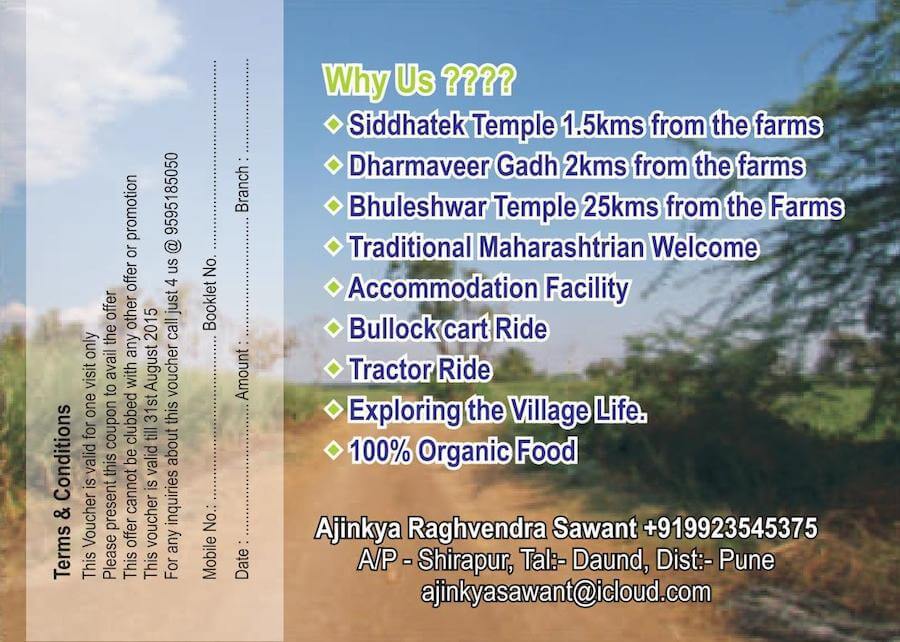 Terms & Conditions
This Voucher is valid for one visit only
Please present this coupon to avail the offer
This offer cannot be clubbed with any other offer or promotion
This voucher is valid till 31st August 2015
For any inquiries about this voucher call just 4 us @ 9595185050
Mobile No : ........................................ Booklet No. ........................................
Date : ........................ Amount : ........................ Branch : ........................
Why Us ????
Siddhatek Temple 1.5kms from the farms
Dharmaveer Gadh 2kms from the farms
Bhuleshwar Temple 25kms from the Farms
Traditional Maharashtrian Welcome
Accommodation Facility
Bullock cart Ride
Tractor Ride
Exploring the Village Life.
100% Organic Food
Ajinkya Raghvendra Sawant +919923545375
A/P - Shirapur, Tal:- Daund, Dist:- Pune
ajinkyasawant@icloud.com